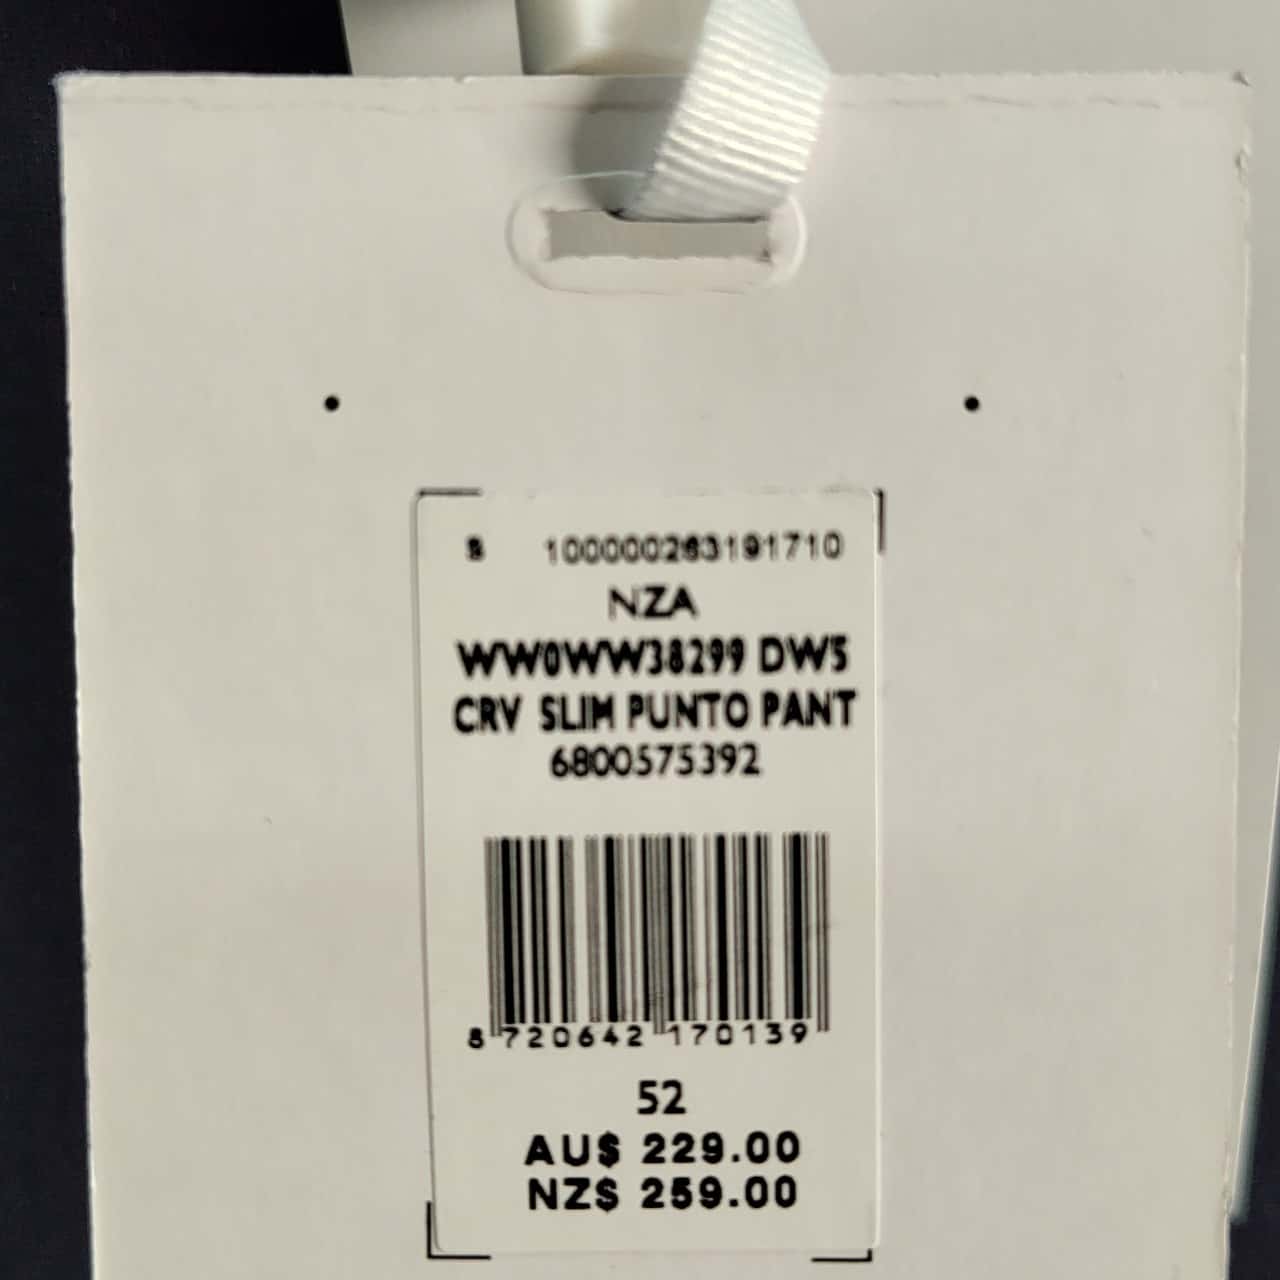 8 100000263191710
NZA
WW0WW38299 DW5
CRV SLIM PUNTO PANT
6800575392
8 720642 170139
52
AU$ 229.00
NZ$ 259.00